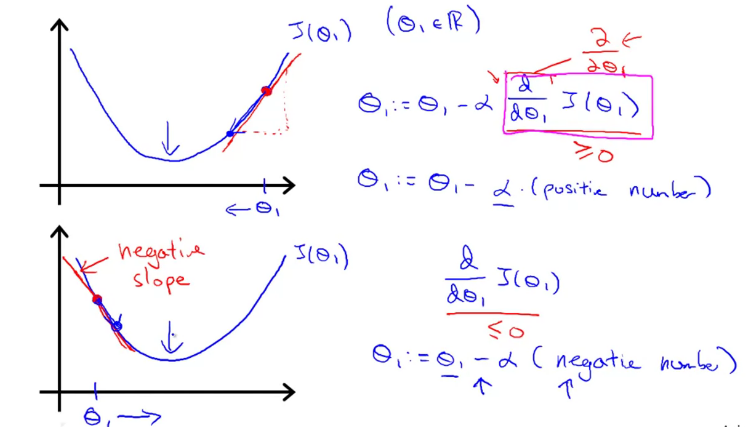 J(θ₁) (θ₁ ∈ ℝ)
∂/∂θ₁
θ₁ := θ₁ - α d/dθ₁ J(θ₁)
≥ 0
θ₁ := θ₁ - α · (positie number)
← θ₁
negative
slope
J(θ₁)
d/dθ₁ J(θ₁)
≤ 0
θ₁ := θ₁ - α (negatie number)
θ₁ →